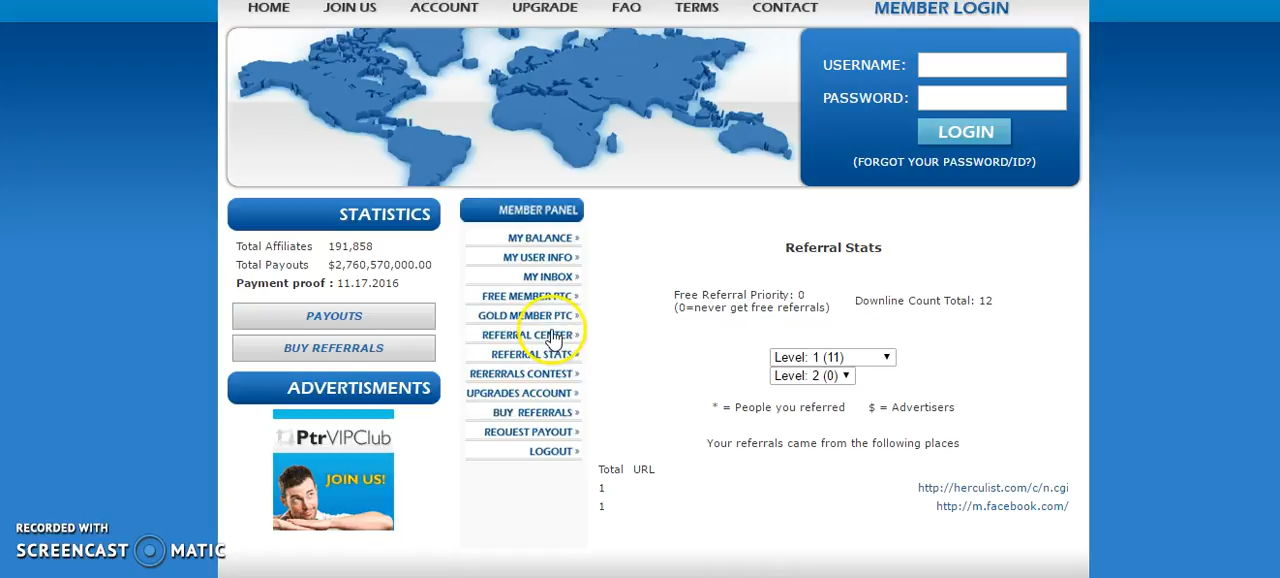 HOME JOIN US ACCOUNT UPGRADE FAQ TERMS CONTACT MEMBER LOGIN
USERNAME:
PASSWORD:
LOGIN
(FORGOT YOUR PASSWORD/ID?)
STATISTICS
Total Affiliates 191,858
Total Payouts $2,760,570,000.00
Payment proof : 11.17.2016
PAYOUTS
BUY REFERRALS
ADVERTISMENTS
PtrVIPClub
JOIN US!
MEMBER PANEL
MY BALANCE »
MY USER INFO »
MY INBOX »
FREE MEMBER PTC »
GOLD MEMBER PTC »
REFERRAL CENTER »
REFERRAL STATS »
RERERRALS CONTEST »
UPGRADES ACCOUNT »
BUY REFERRALS »
REQUEST PAYOUT »
LOGOUT »
Referral Stats
Free Referral Priority: 0
(0=never get free referrals)
Downline Count Total: 12
Level: 1 (11)
Level: 2 (0)
* = People you referred $ = Advertisers
Your referrals came from the following places
Total URL
1 http://herculist.com/c/n.cgi
1 http://m.facebook.com/
RECORDED WITH
SCREENCAST MATIC